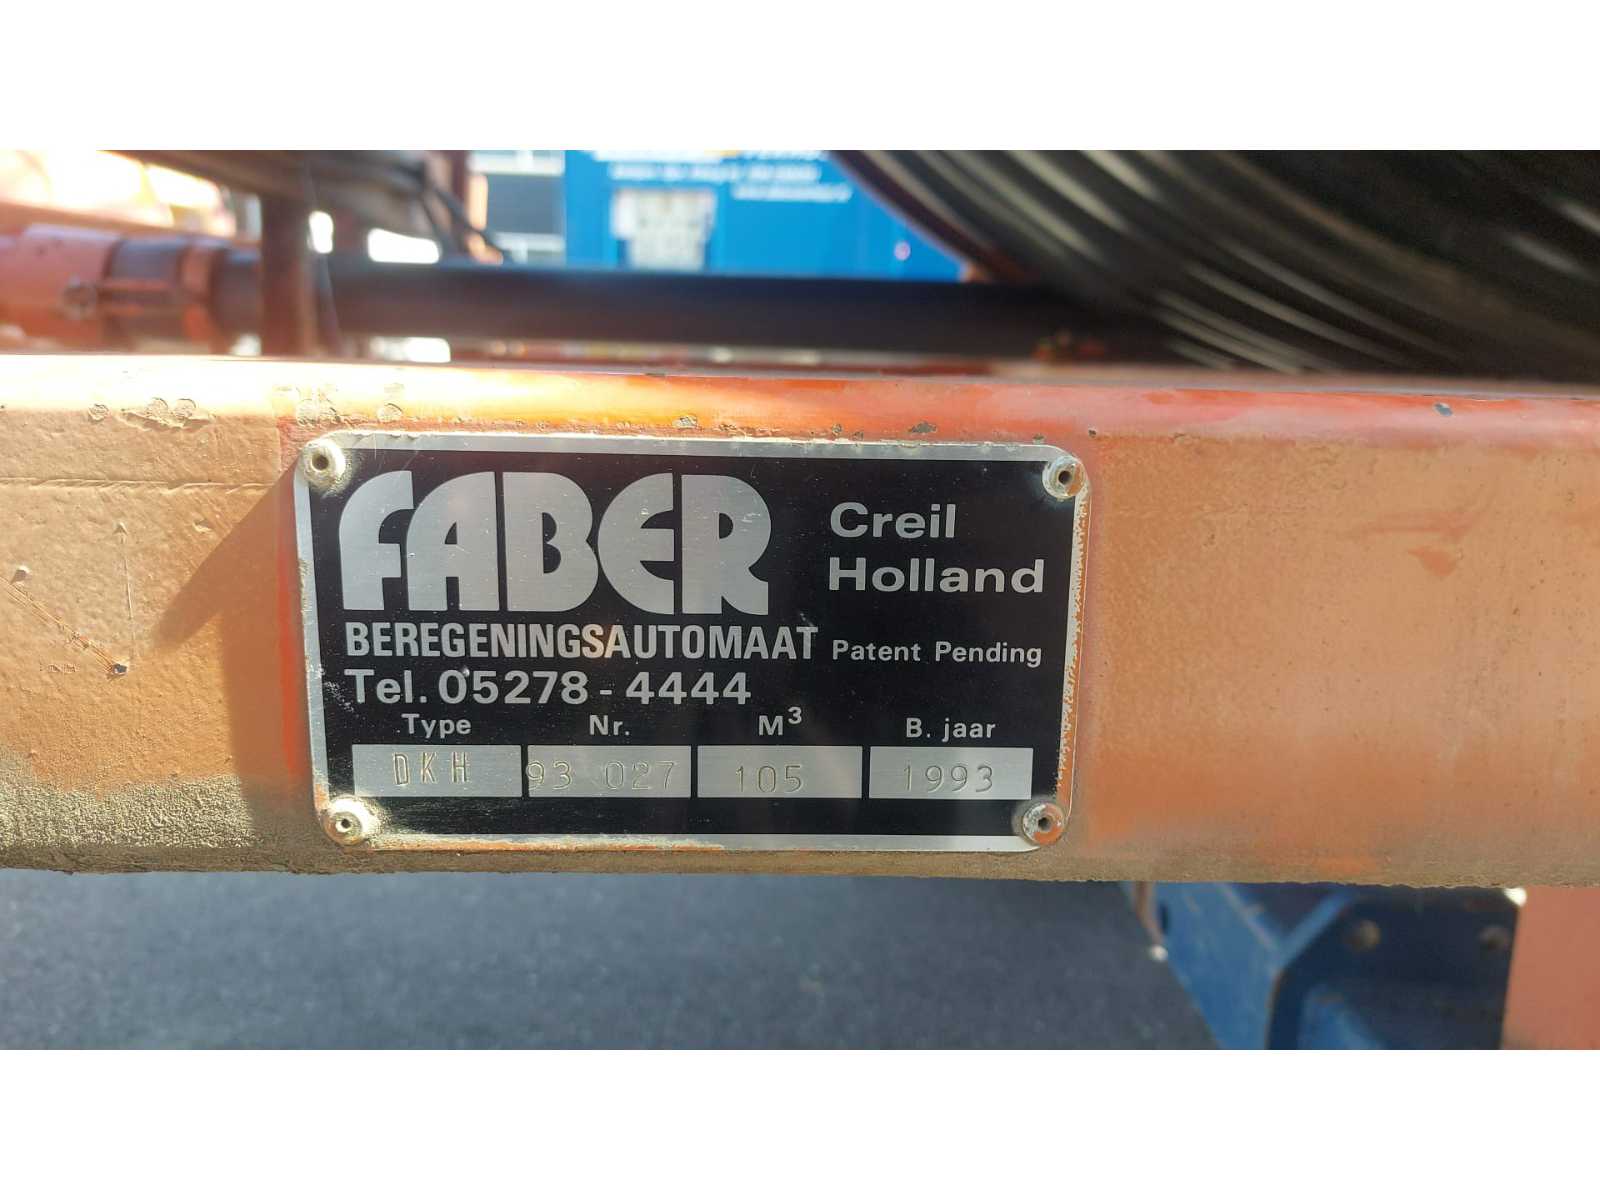 FABER
Creil
Holland
BEREGENINGSAUTOMAAT Patent Pending
Tel. 05278 - 4444
Type Nr. M³ B. jaar
DKH 93 027 105 1993